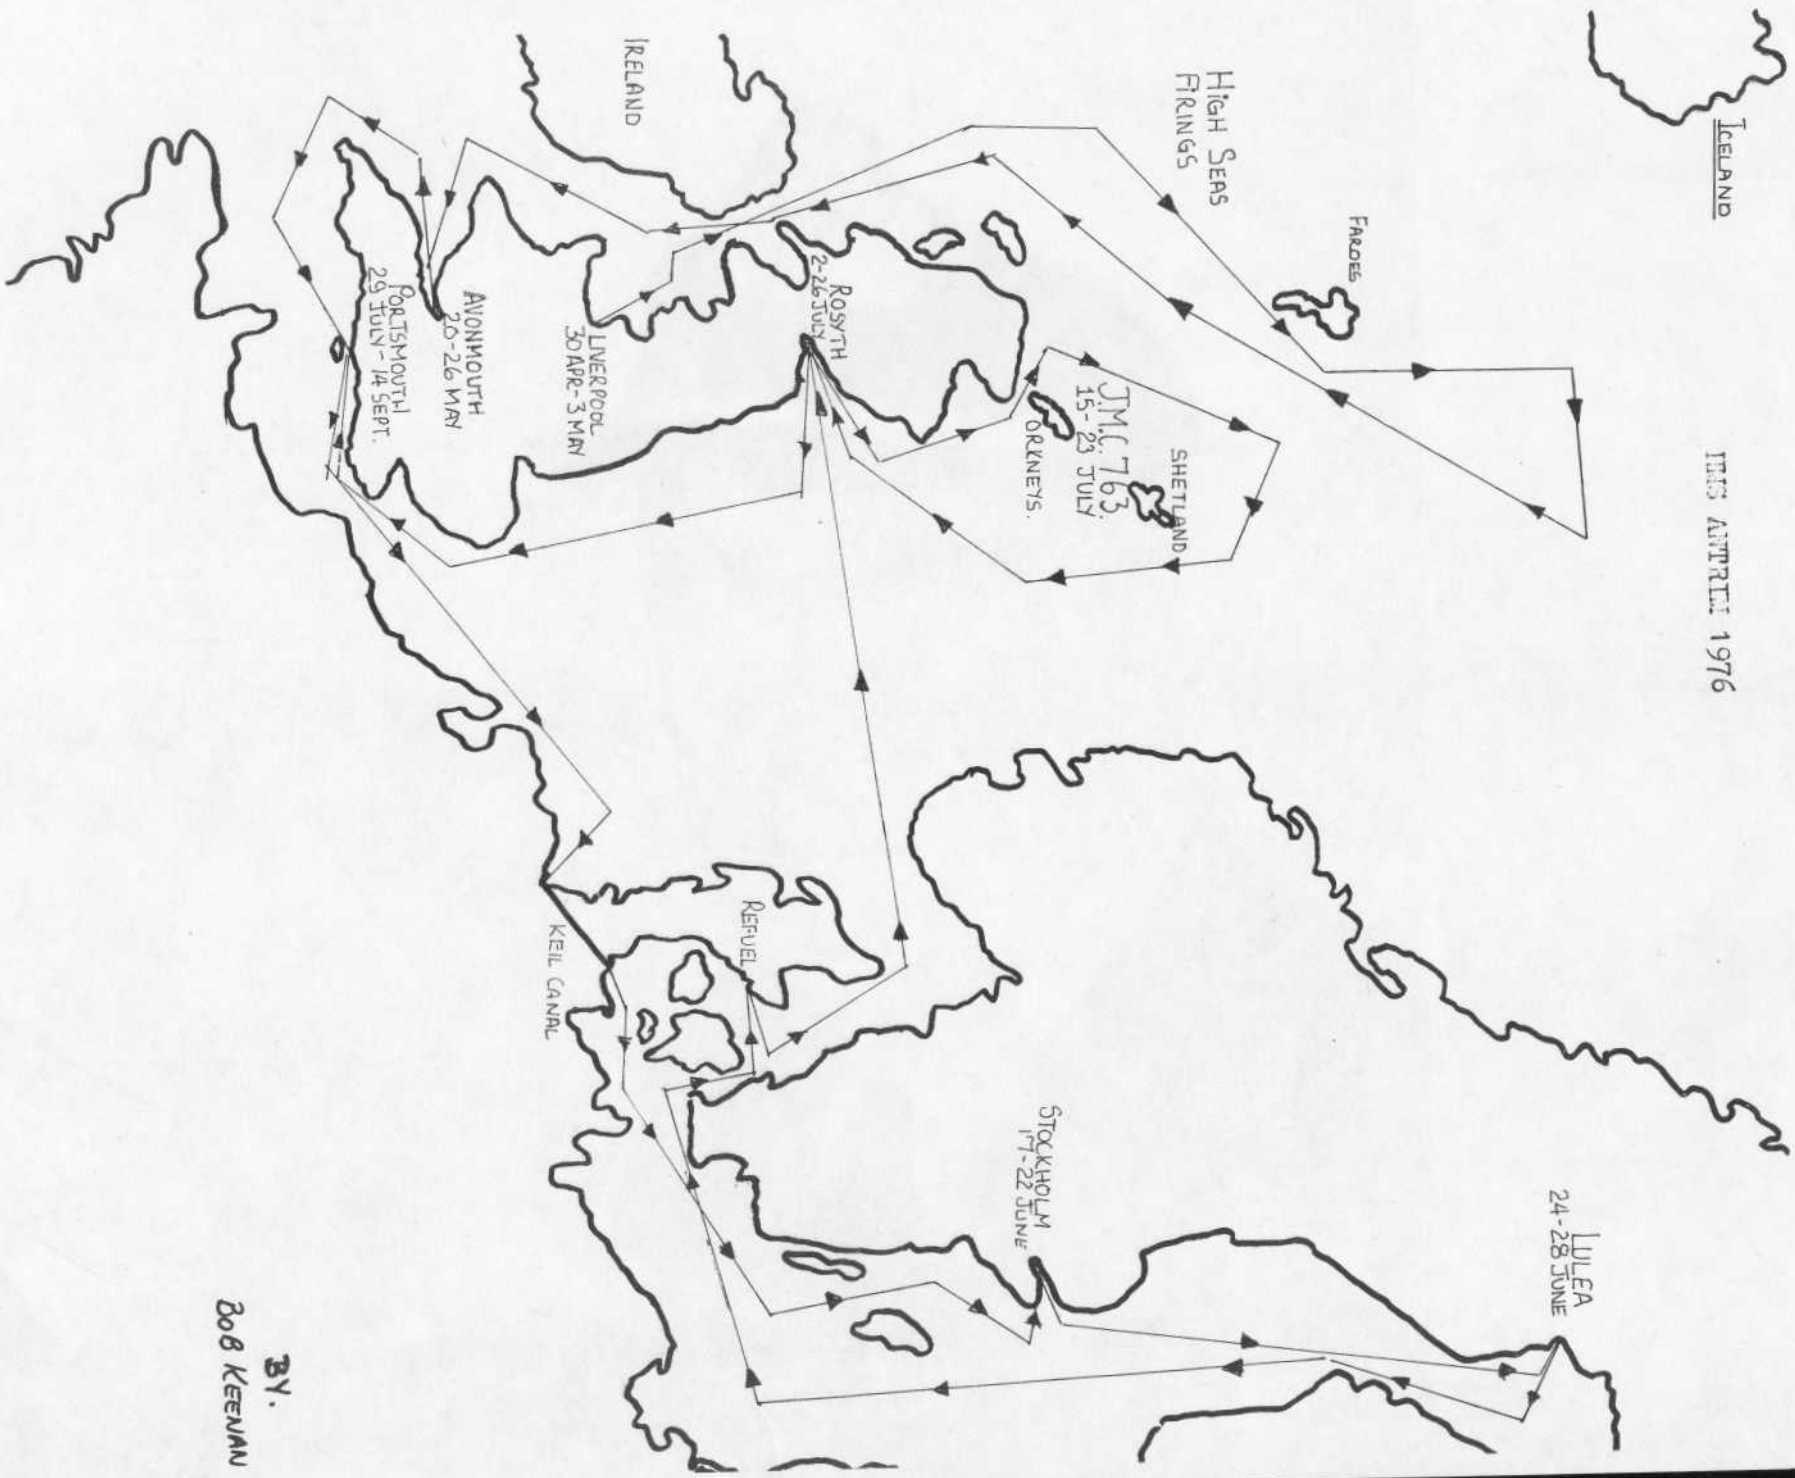 ICELAND
HMS ANTRIM 1976
FAROES
HIGH SEAS
FIRINGS
IRELAND
SHETLAND
J.M.C. 763.
15-23 JULY
ORKNEYS.
ROSYTH
2-26 JULY
LIVERPOOL
30 APR-3 MAY
AVONMOUTH
20-26 MAY
PORTSMOUTH
29 JULY-14 SEPT.
LULEA
24-28 JUNE
STOCKHOLM
17-22 JUNE
REFUEL
KEIL CANAL
BY.
BOB KEENAN